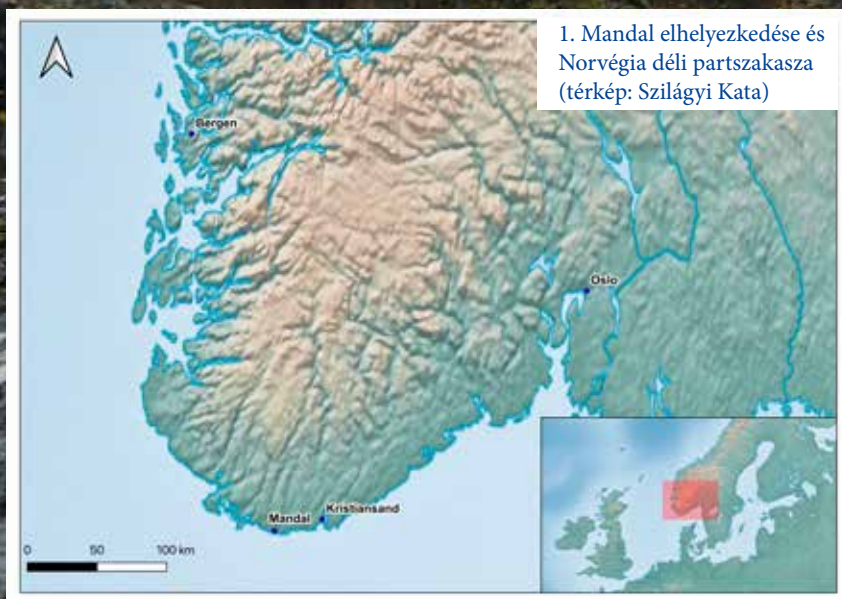 1. Mandal elhelyezkedése és
Norvégia déli partszakasza
(térkép: Szilágyi Kata)
Bergen
Oslo
Mandal
Kristiansand
0 50 100 km